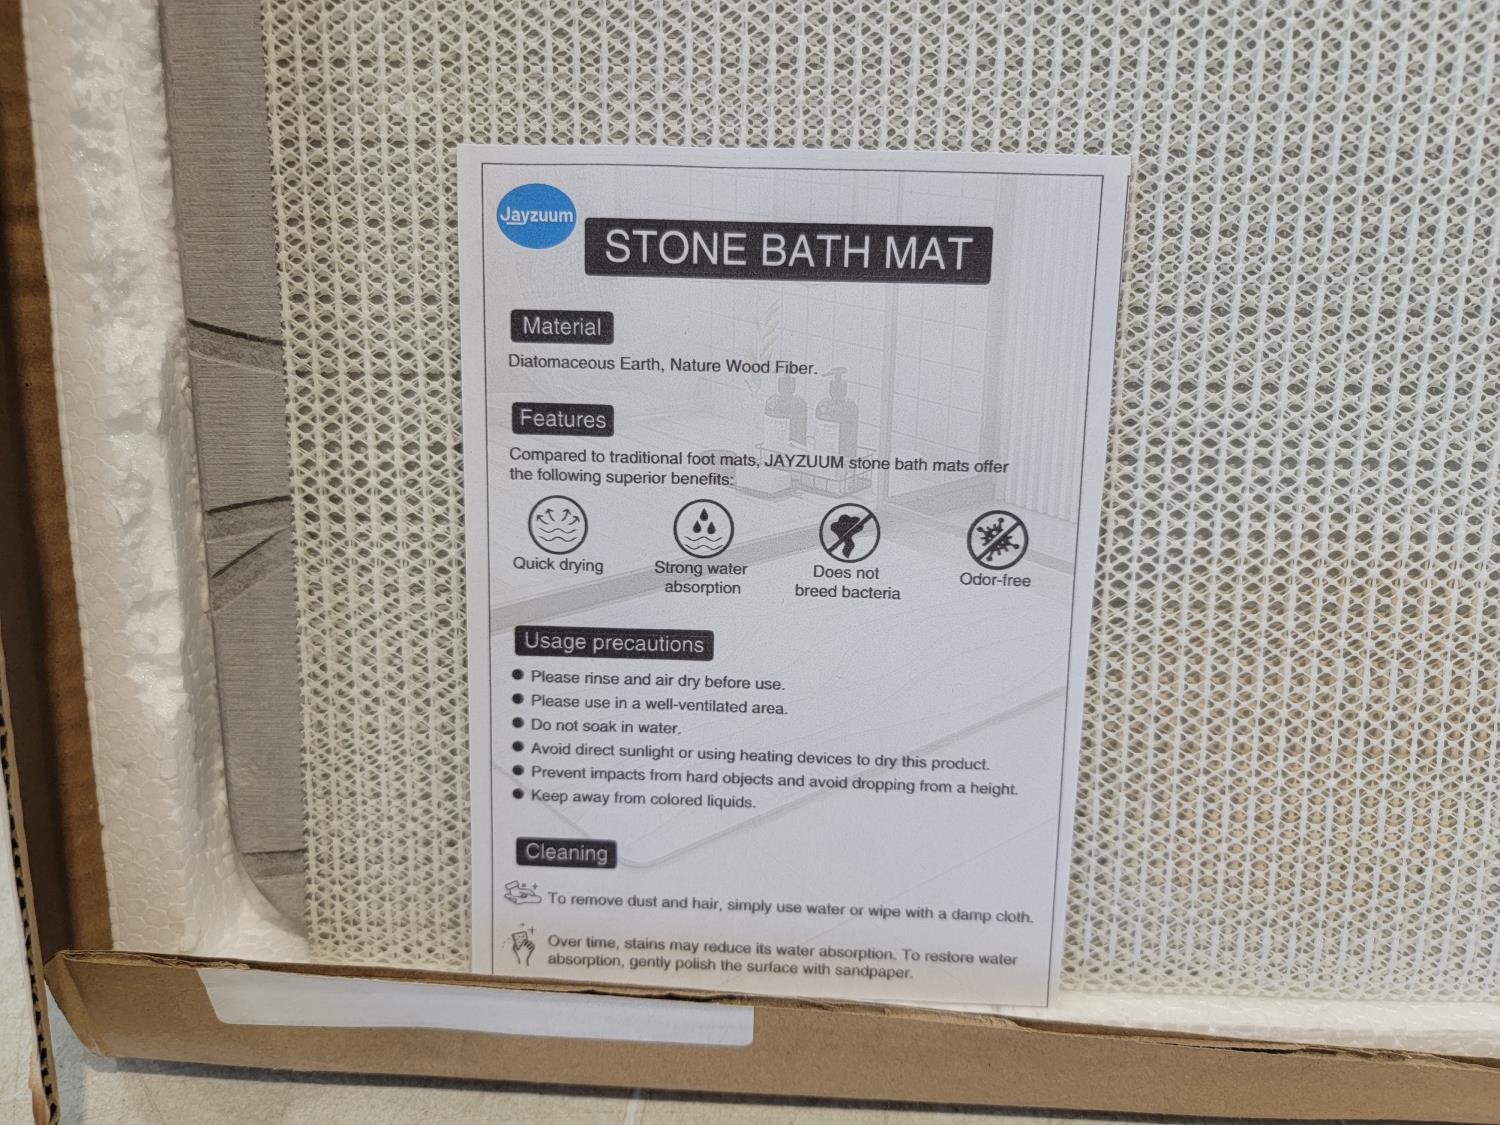 Jayzuum
STONE BATH MAT
Material
Diatomaceous Earth, Nature Wood Fiber.
Features
Compared to traditional foot mats, JAYZUUM stone bath mats offer
the following superior benefits:
Quick drying
Strong water
absorption
Does not
breed bacteria
Odor-free
Usage precautions
● Please rinse and air dry before use.
● Please use in a well-ventilated area.
● Do not soak in water.
● Avoid direct sunlight or using heating devices to dry this product.
● Prevent impacts from hard objects and avoid dropping from a height.
● Keep away from colored liquids.
Cleaning
To remove dust and hair, simply use water or wipe with a damp cloth.
Over time, stains may reduce its water absorption. To restore water
absorption, gently polish the surface with sandpaper.